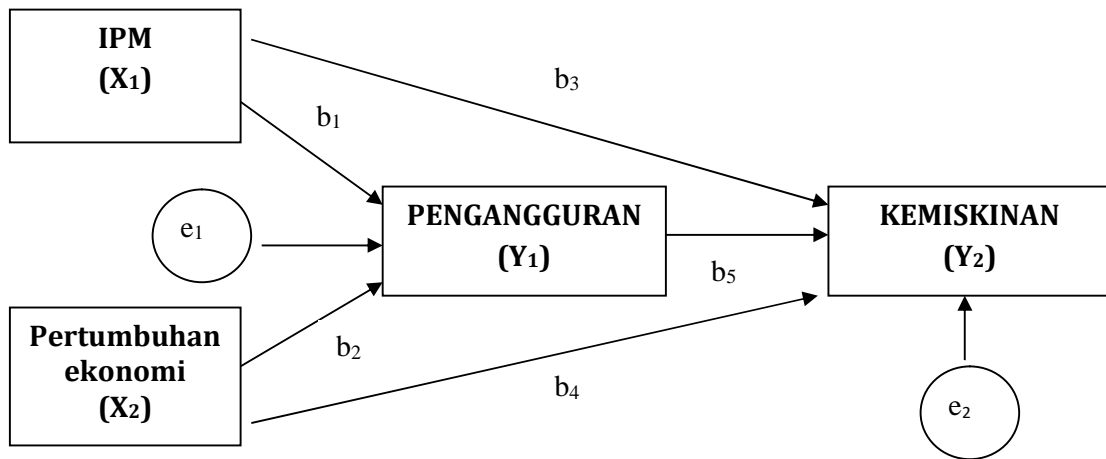 IPM
(X₁)
b₃
b₁
e₁
PENGANGGURAN
(Y₁)
KEMISKINAN
(Y₂)
b₅
Pertumbuhan
ekonomi
(X₂)
b₂
b₄
e₂